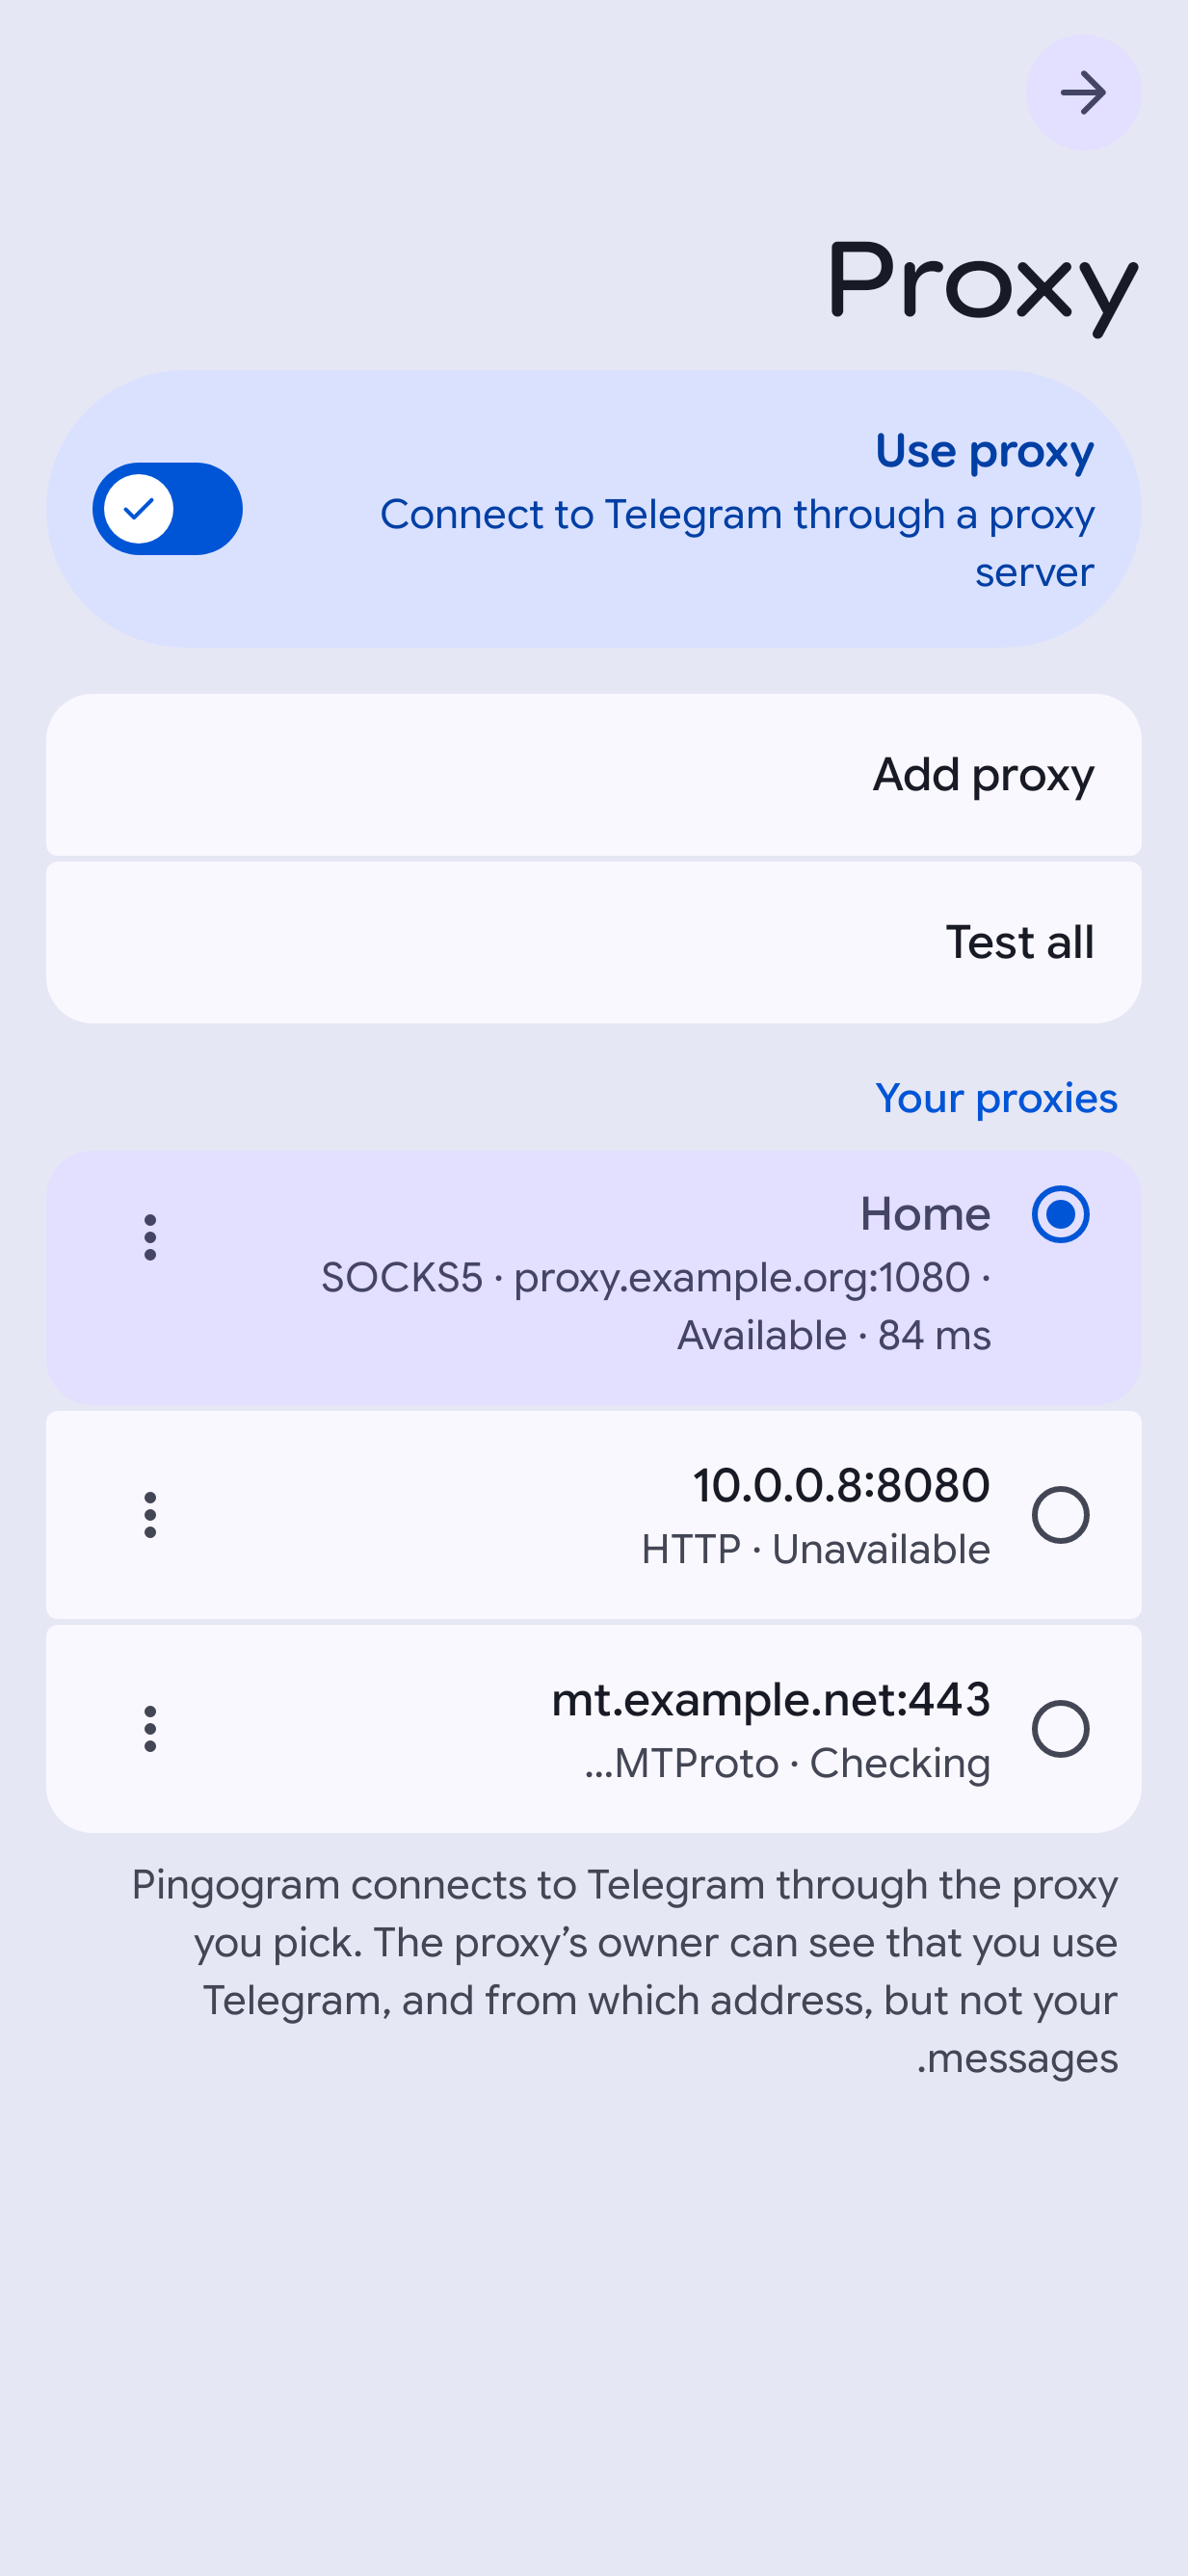 Proxy
Use proxy
Connect to Telegram through a proxy
server
Add proxy
Test all
Your proxies
Home
SOCKS5 · proxy.example.org:1080 ·
Available · 84 ms
10.0.0.8:8080
HTTP · Unavailable
mt.example.net:443
...MTProto · Checking
Pingogram connects to Telegram through the proxy
you pick. The proxy’s owner can see that you use
Telegram, and from which address, but not your
.messages